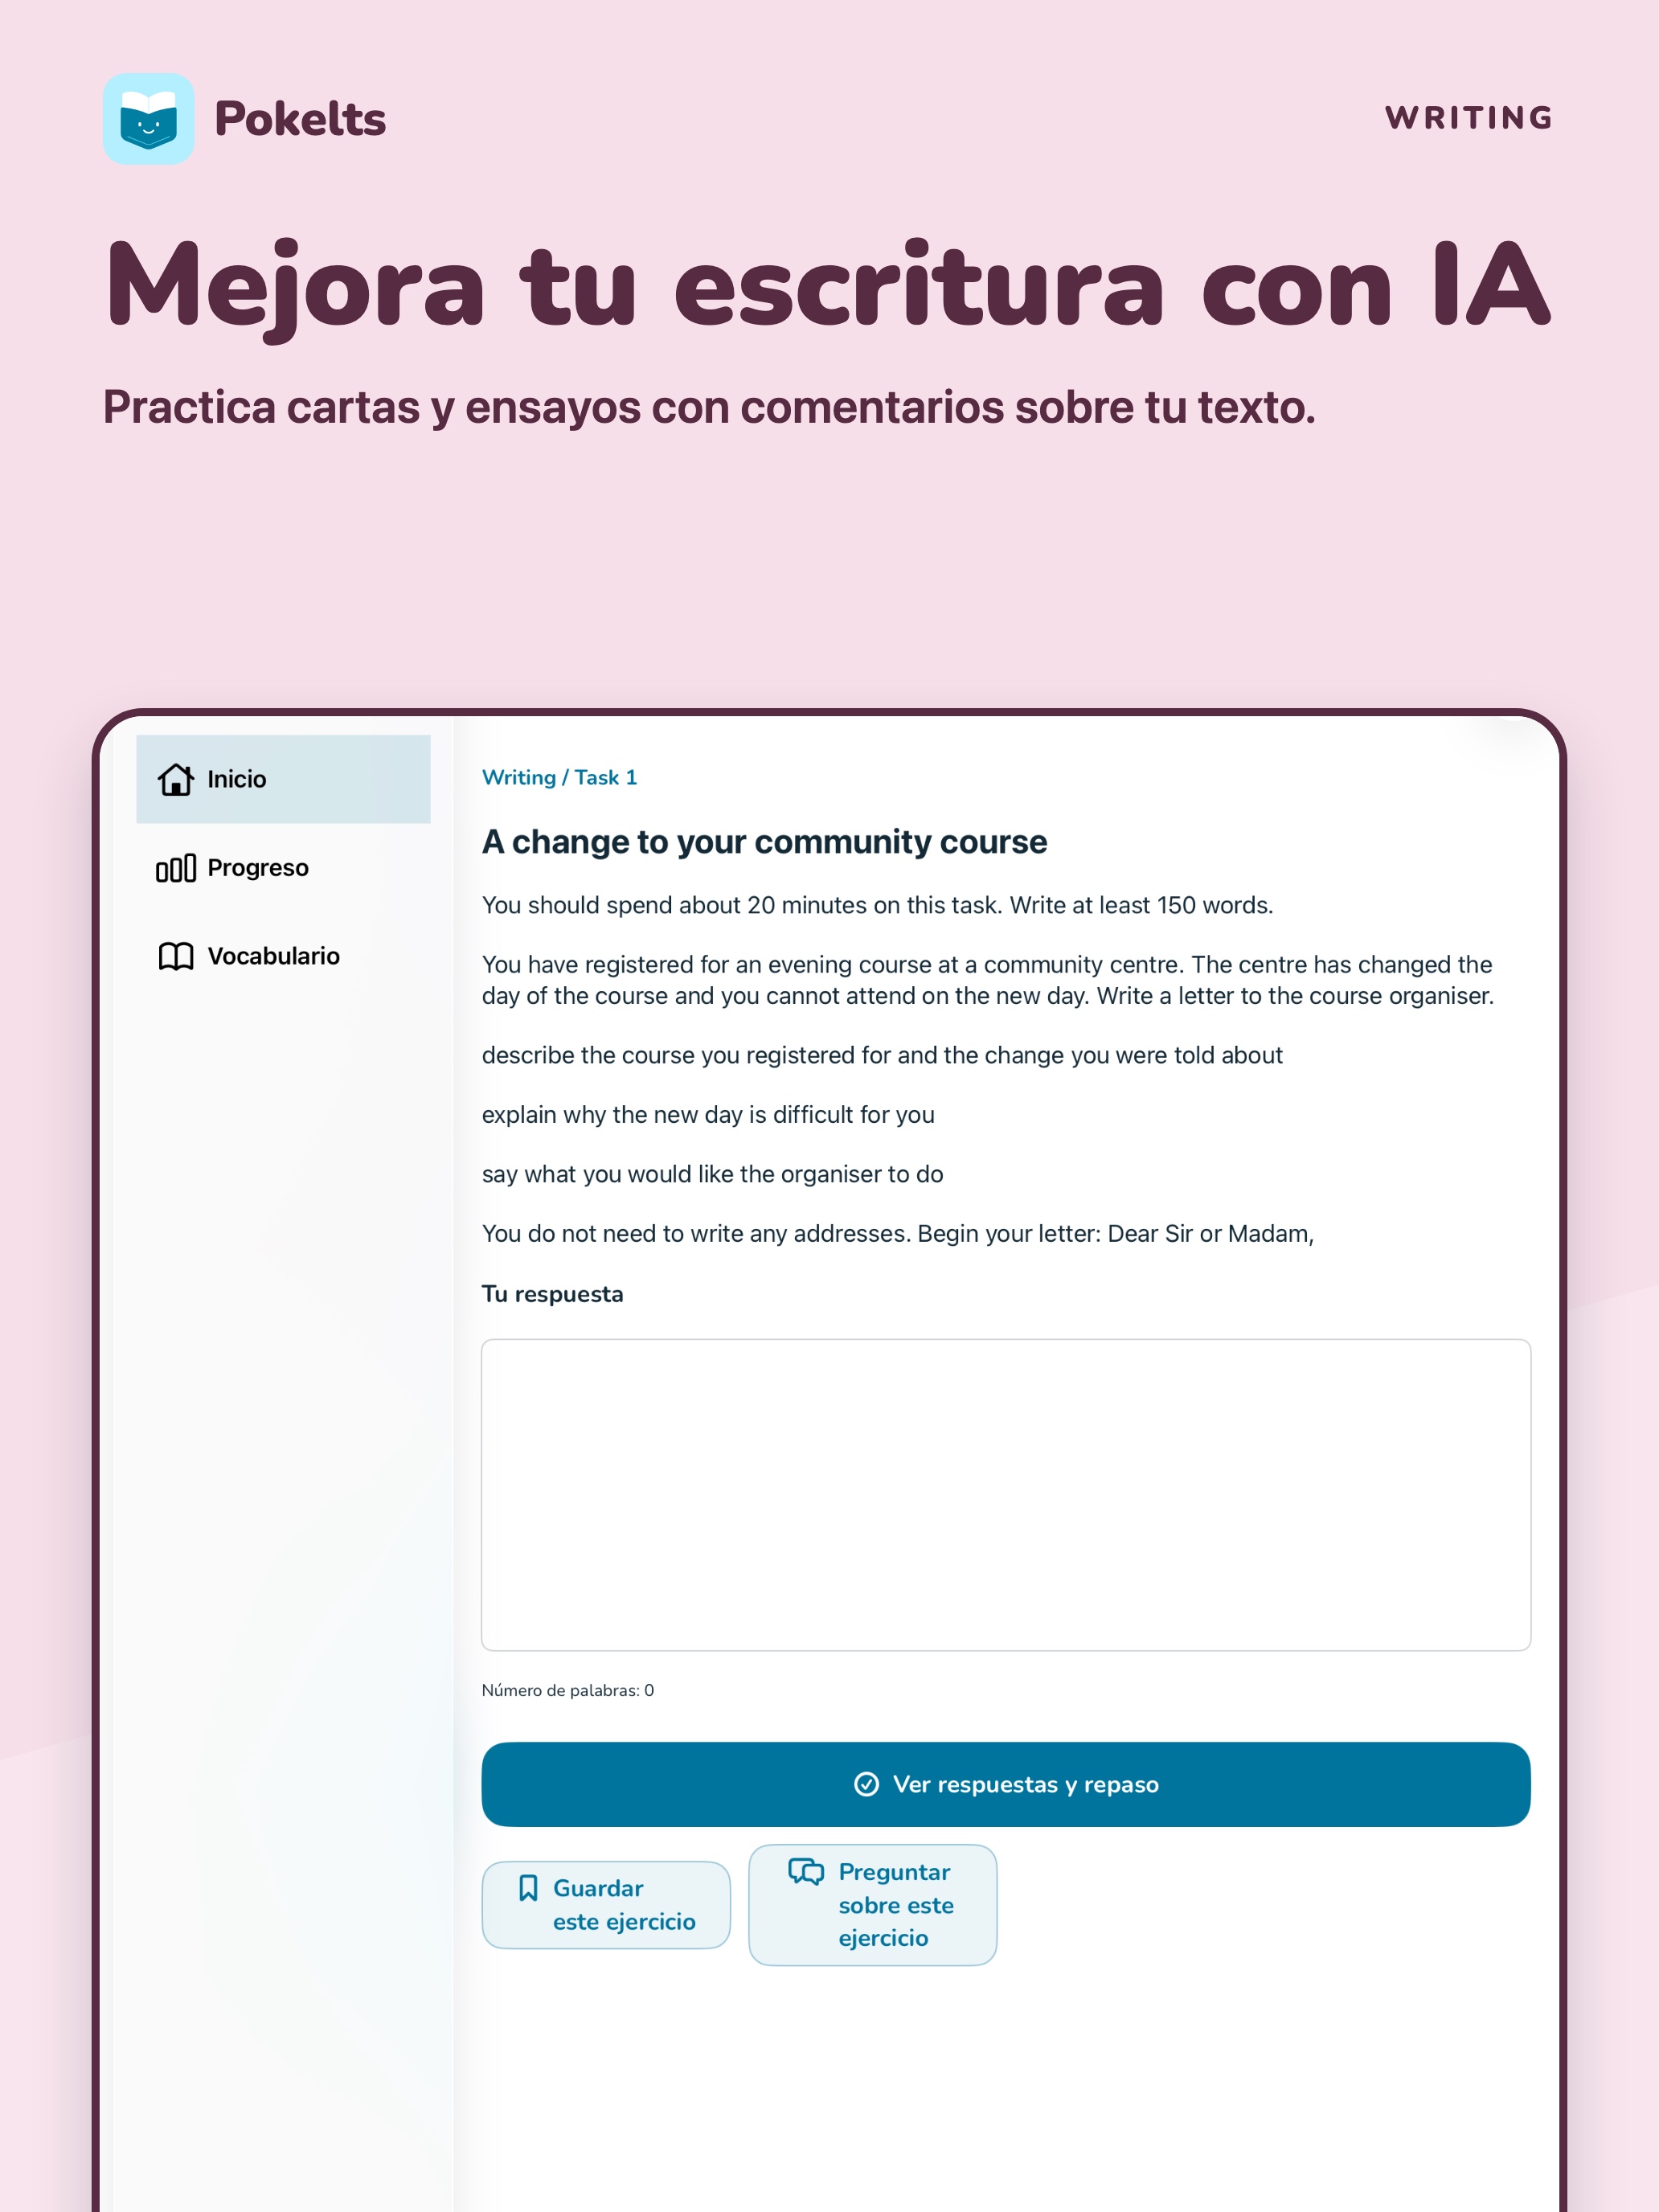 Pokelts
WRITING
Mejora tu escritura con IA
Practica cartas y ensayos con comentarios sobre tu texto.
Inicio
Progreso
Vocabulario
Writing / Task 1
A change to your community course
You should spend about 20 minutes on this task. Write at least 150 words.
You have registered for an evening course at a community centre. The centre has changed the
day of the course and you cannot attend on the new day. Write a letter to the course organiser.
describe the course you registered for and the change you were told about
explain why the new day is difficult for you
say what you would like the organiser to do
You do not need to write any addresses. Begin your letter: Dear Sir or Madam,
Tu respuesta
Número de palabras: 0
Ver respuestas y repaso
Guardar
este ejercicio
Preguntar
sobre este
ejercicio